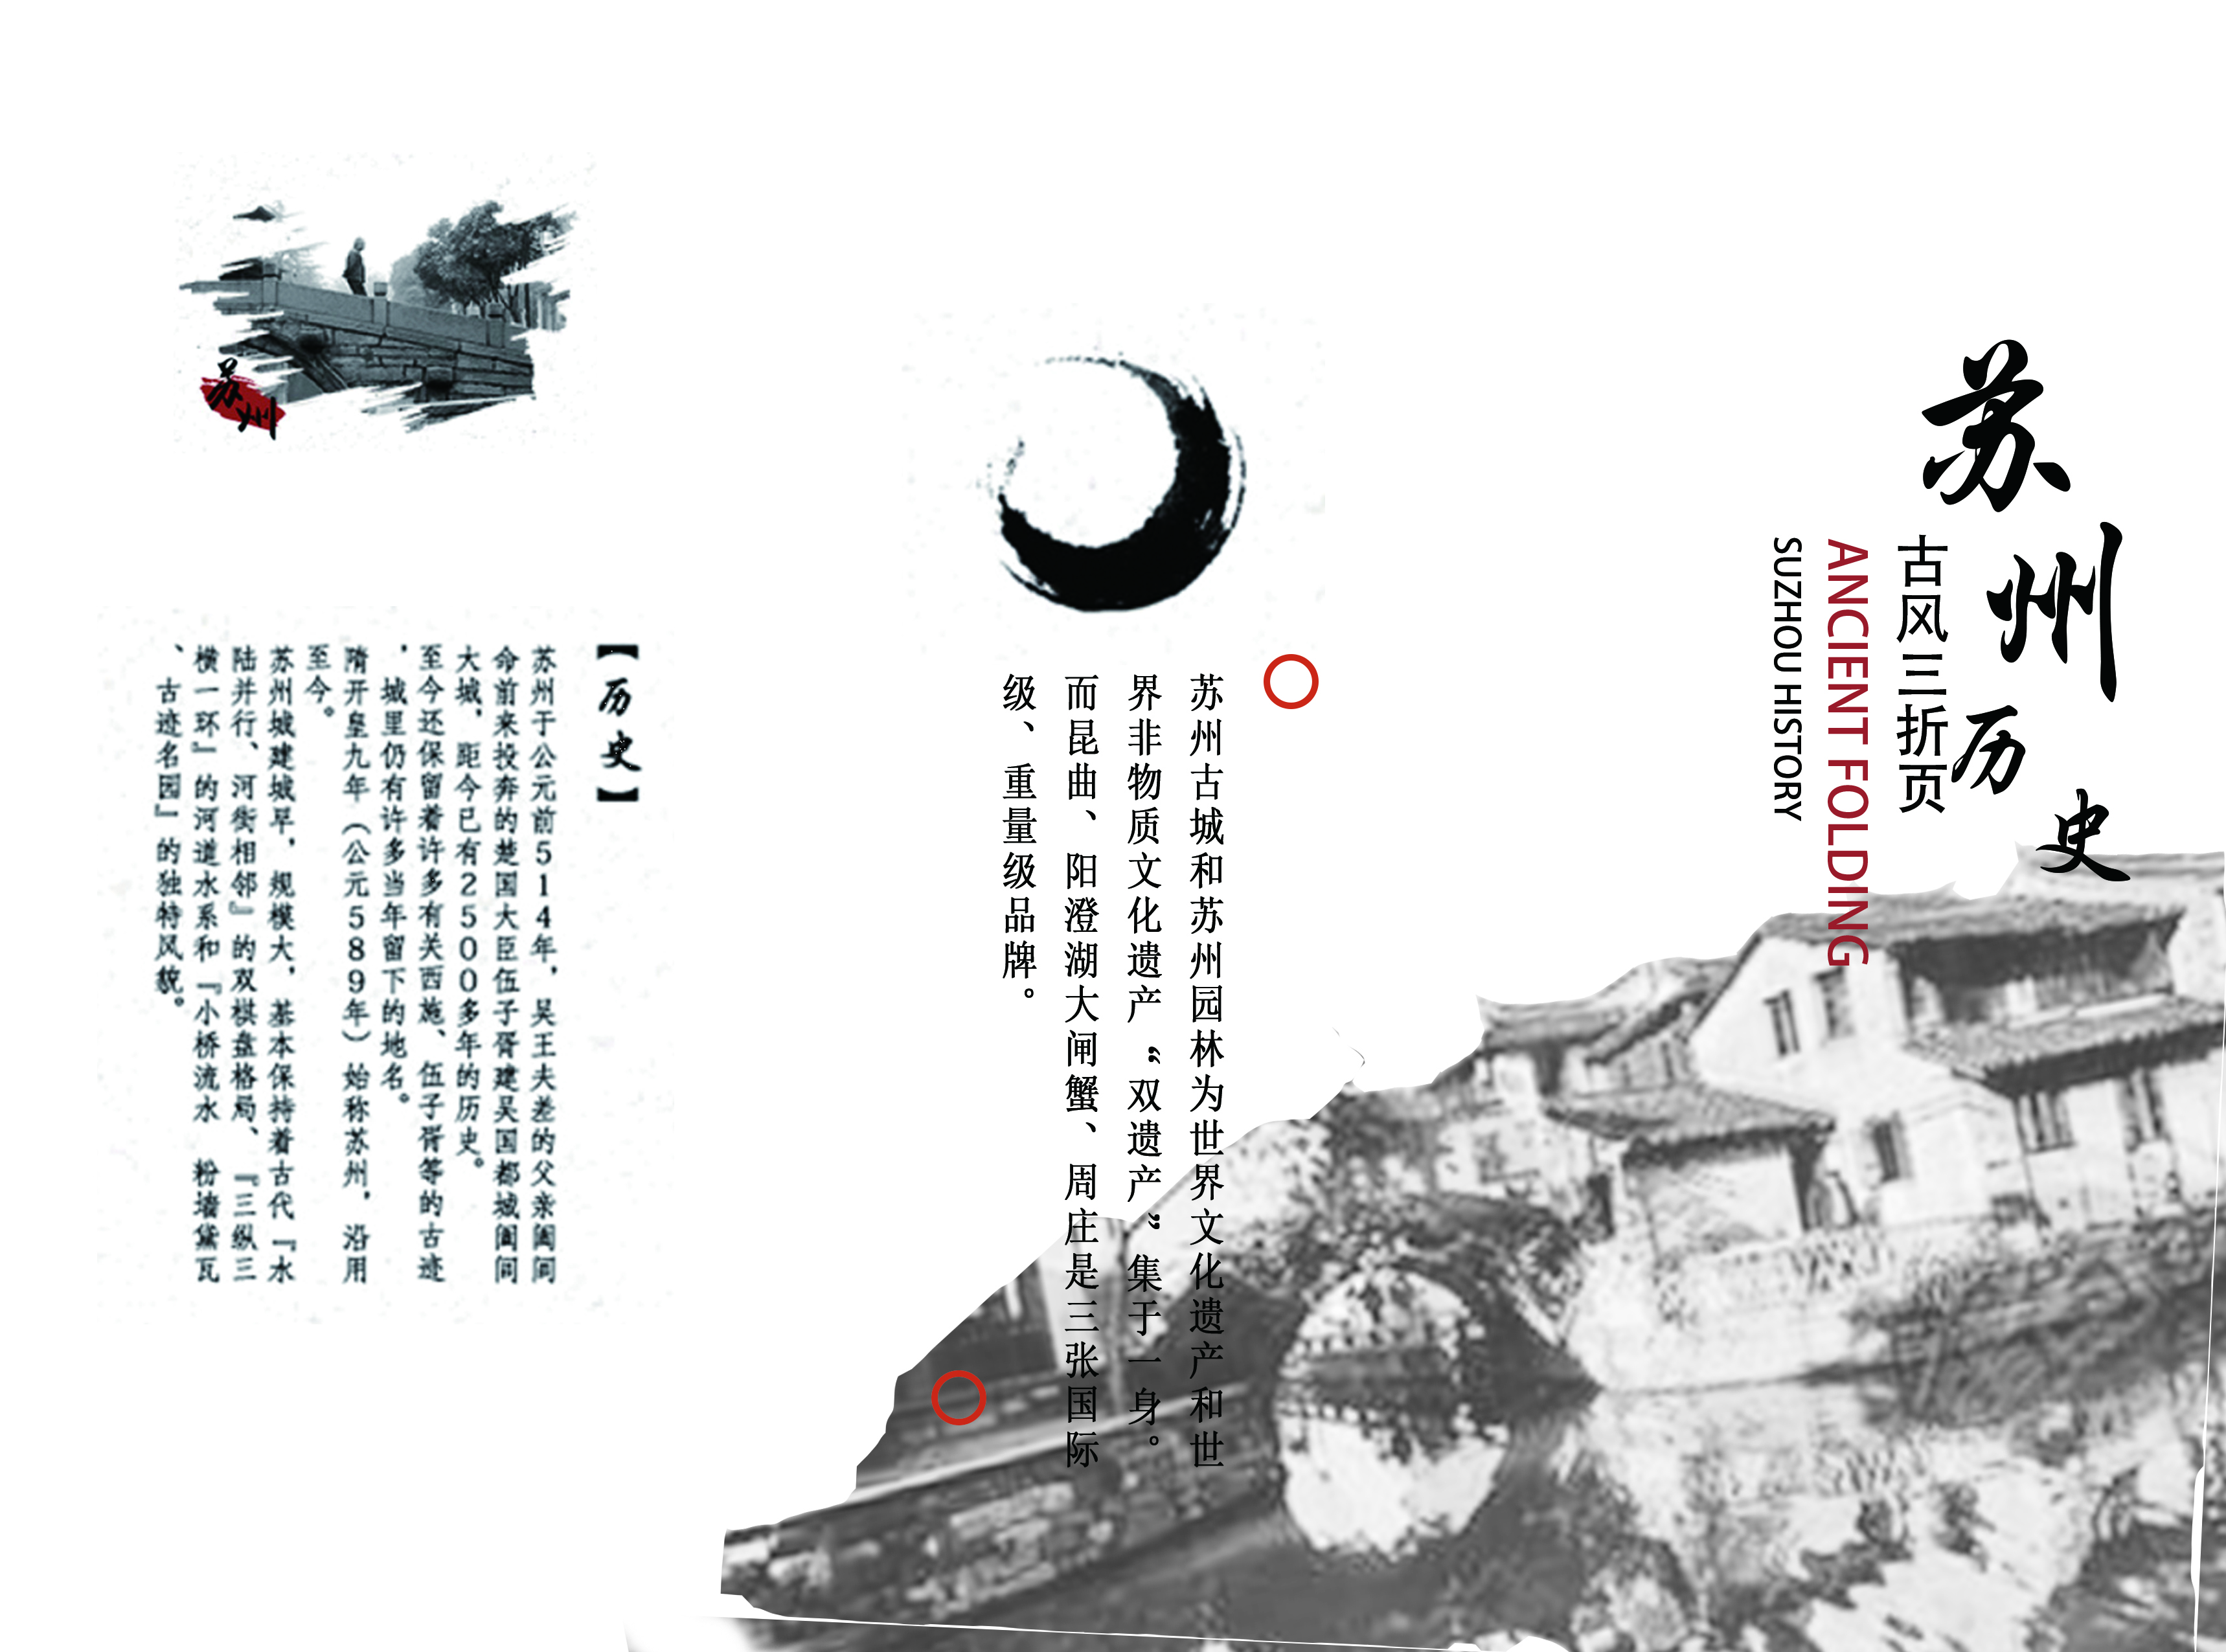 苏州
历史
古风三折页
ANCIENT FOLDING
SUZHOU HISTORY
苏州古城和苏州园林为世界文化遗产和世
界非物质文化遗产“双遗产”集于一身。
而昆曲、阳澄湖大闸蟹、周庄是三张国际
级、重量级品牌。
苏州
【历史】
苏州于公元前514年，吴王夫差的父亲阖闾
命前来投奔的楚国大臣伍子胥建吴国都城阖闾
大城，距今已有2500多年的历史。
至今还保留着许多有关西施、伍子胥等的古迹
，城里仍有许多当年留下的地名。
隋开皇九年（公元589年）始称苏州，沿用
至今。
苏州城建城早，规模大，基本保持着古代『水
陆并行、河街相邻』的双棋盘格局、『三纵三
横一环』的河道水系和『小桥流水 粉墙黛瓦
、古迹名园』的独特风貌。